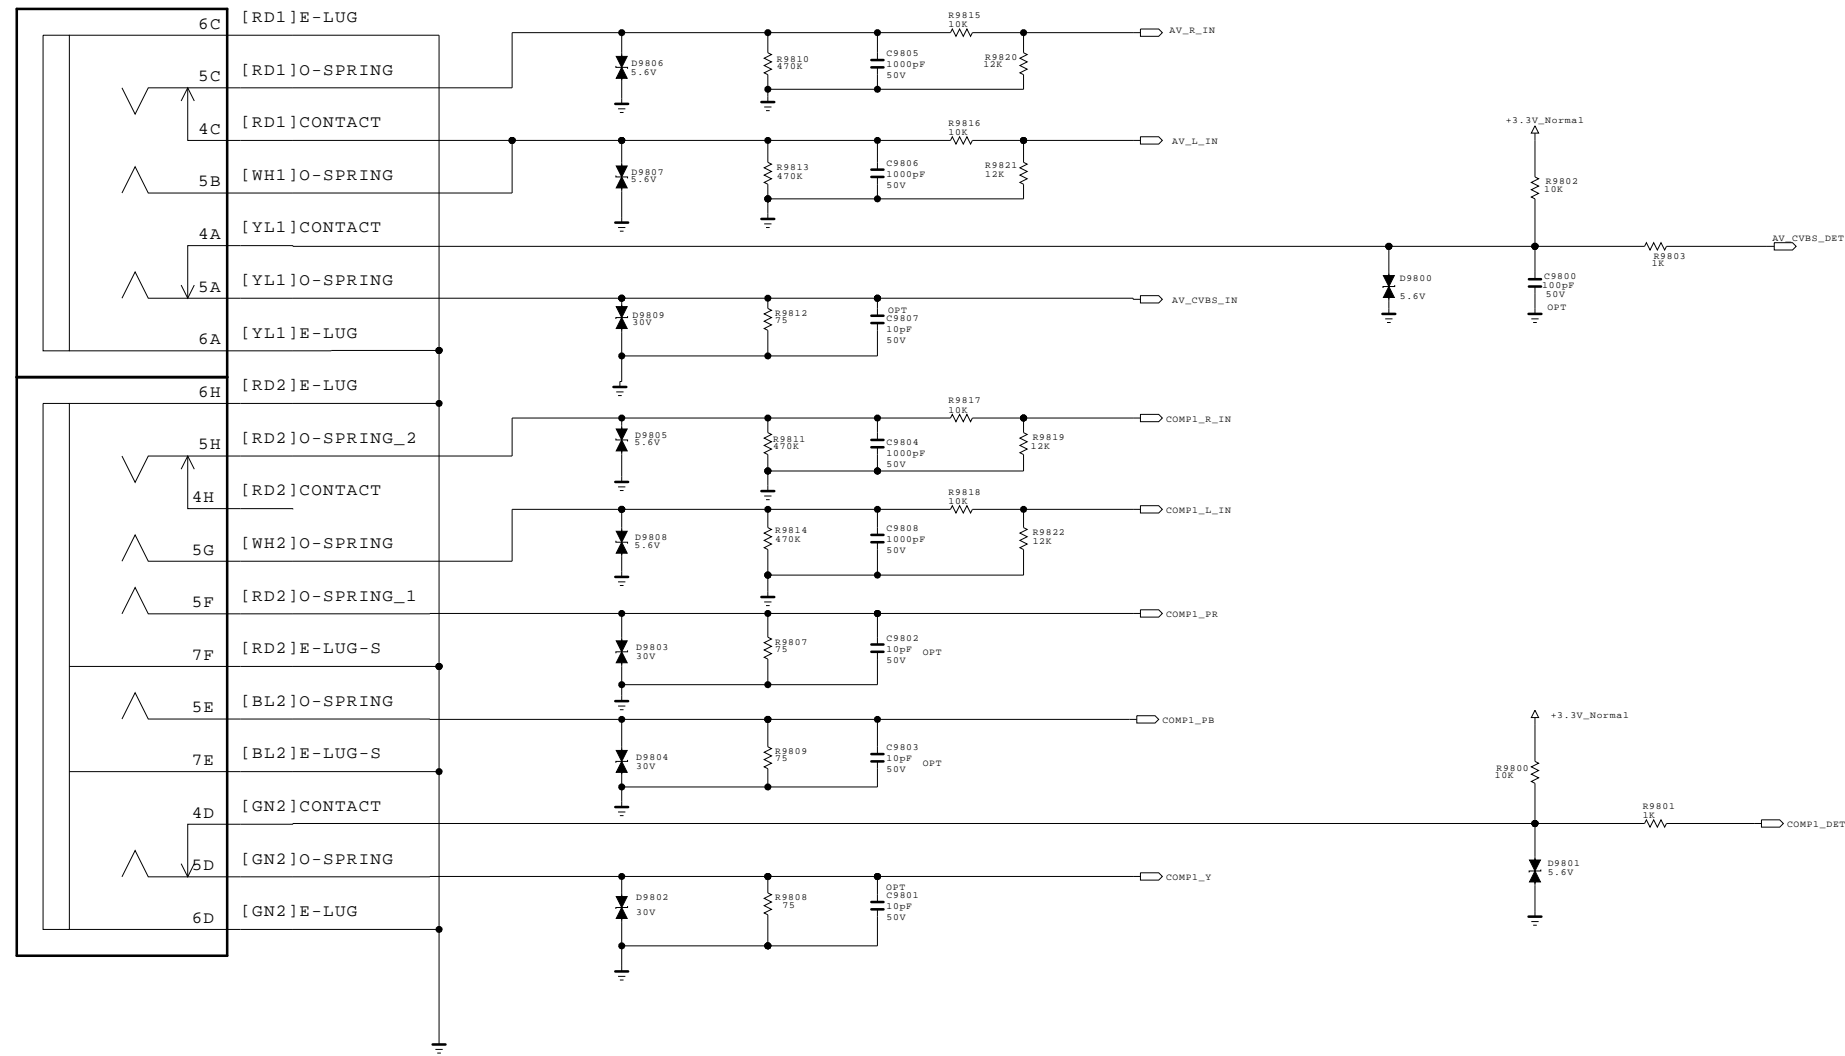 6C [RD1]E-LUG
5C [RD1]O-SPRING
4C [RD1]CONTACT
5B [WH1]O-SPRING
4A [YL1]CONTACT
5A [YL1]O-SPRING
6A [YL1]E-LUG
6H [RD2]E-LUG
5H [RD2]O-SPRING_2
4H [RD2]CONTACT
5G [WH2]O-SPRING
5F [RD2]O-SPRING_1
7F [RD2]E-LUG-S
5E [BL2]O-SPRING
7E [BL2]E-LUG-S
4D [GN2]CONTACT
5D [GN2]O-SPRING
6D [GN2]E-LUG
D9806
5.6V
R9810
470K
C9805
1000pF
50V
R9815
10K
R9820
12K
AV_R_IN
D9807
5.6V
R9813
470K
C9806
1000pF
50V
R9816
10K
R9821
12K
AV_L_IN
+3.3V_Normal
R9802
10K
D9800
5.6V
C9800
100pF
50V
OPT
R9803
1K
AV_CVBS_DET
D9809
30V
R9812
75
OPT
C9807
10pF
50V
AV_CVBS_IN
D9805
5.6V
R9811
470K
C9804
1000pF
50V
R9817
10K
R9819
12K
COMP1_R_IN
D9808
5.6V
R9814
470K
C9808
1000pF
50V
R9818
10K
R9822
12K
COMP1_L_IN
D9803
30V
R9807
75
C9802
10pF
50V
OPT
COMP1_PR
D9804
30V
R9809
75
C9803
10pF
50V
OPT
COMP1_PB
+3.3V_Normal
R9800
10K
R9801
1K
COMP1_DET
D9801
5.6V
D9802
30V
R9808
75
OPT
C9801
10pF
50V
COMP1_Y